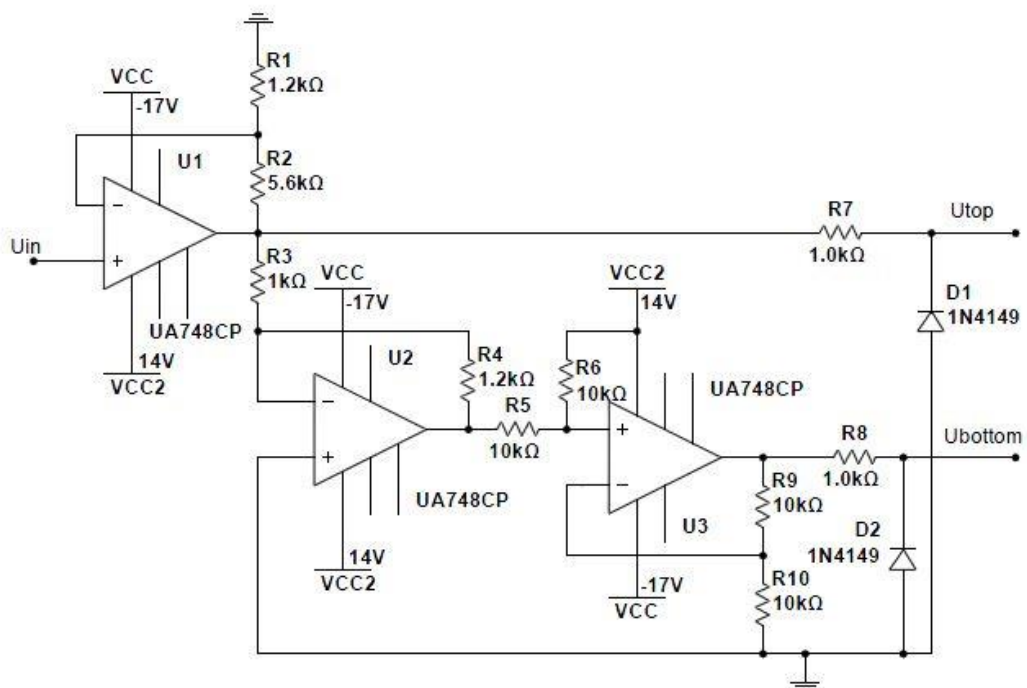 R1
1.2kΩ
VCC
-17V
U1
R2
5.6kΩ
Uin
R7
1.0kΩ
Utop
R3
1kΩ
VCC
-17V
VCC2
14V
D1
1N4149
UA748CP
14V
VCC2
U2
R4
1.2kΩ
R6
10kΩ
UA748CP
R5
10kΩ
R8
1.0kΩ
Ubottom
UA748CP
R9
10kΩ
U3
D2
1N4149
14V
VCC2
-17V
VCC
R10
10kΩ
-
+
-
+
+
-